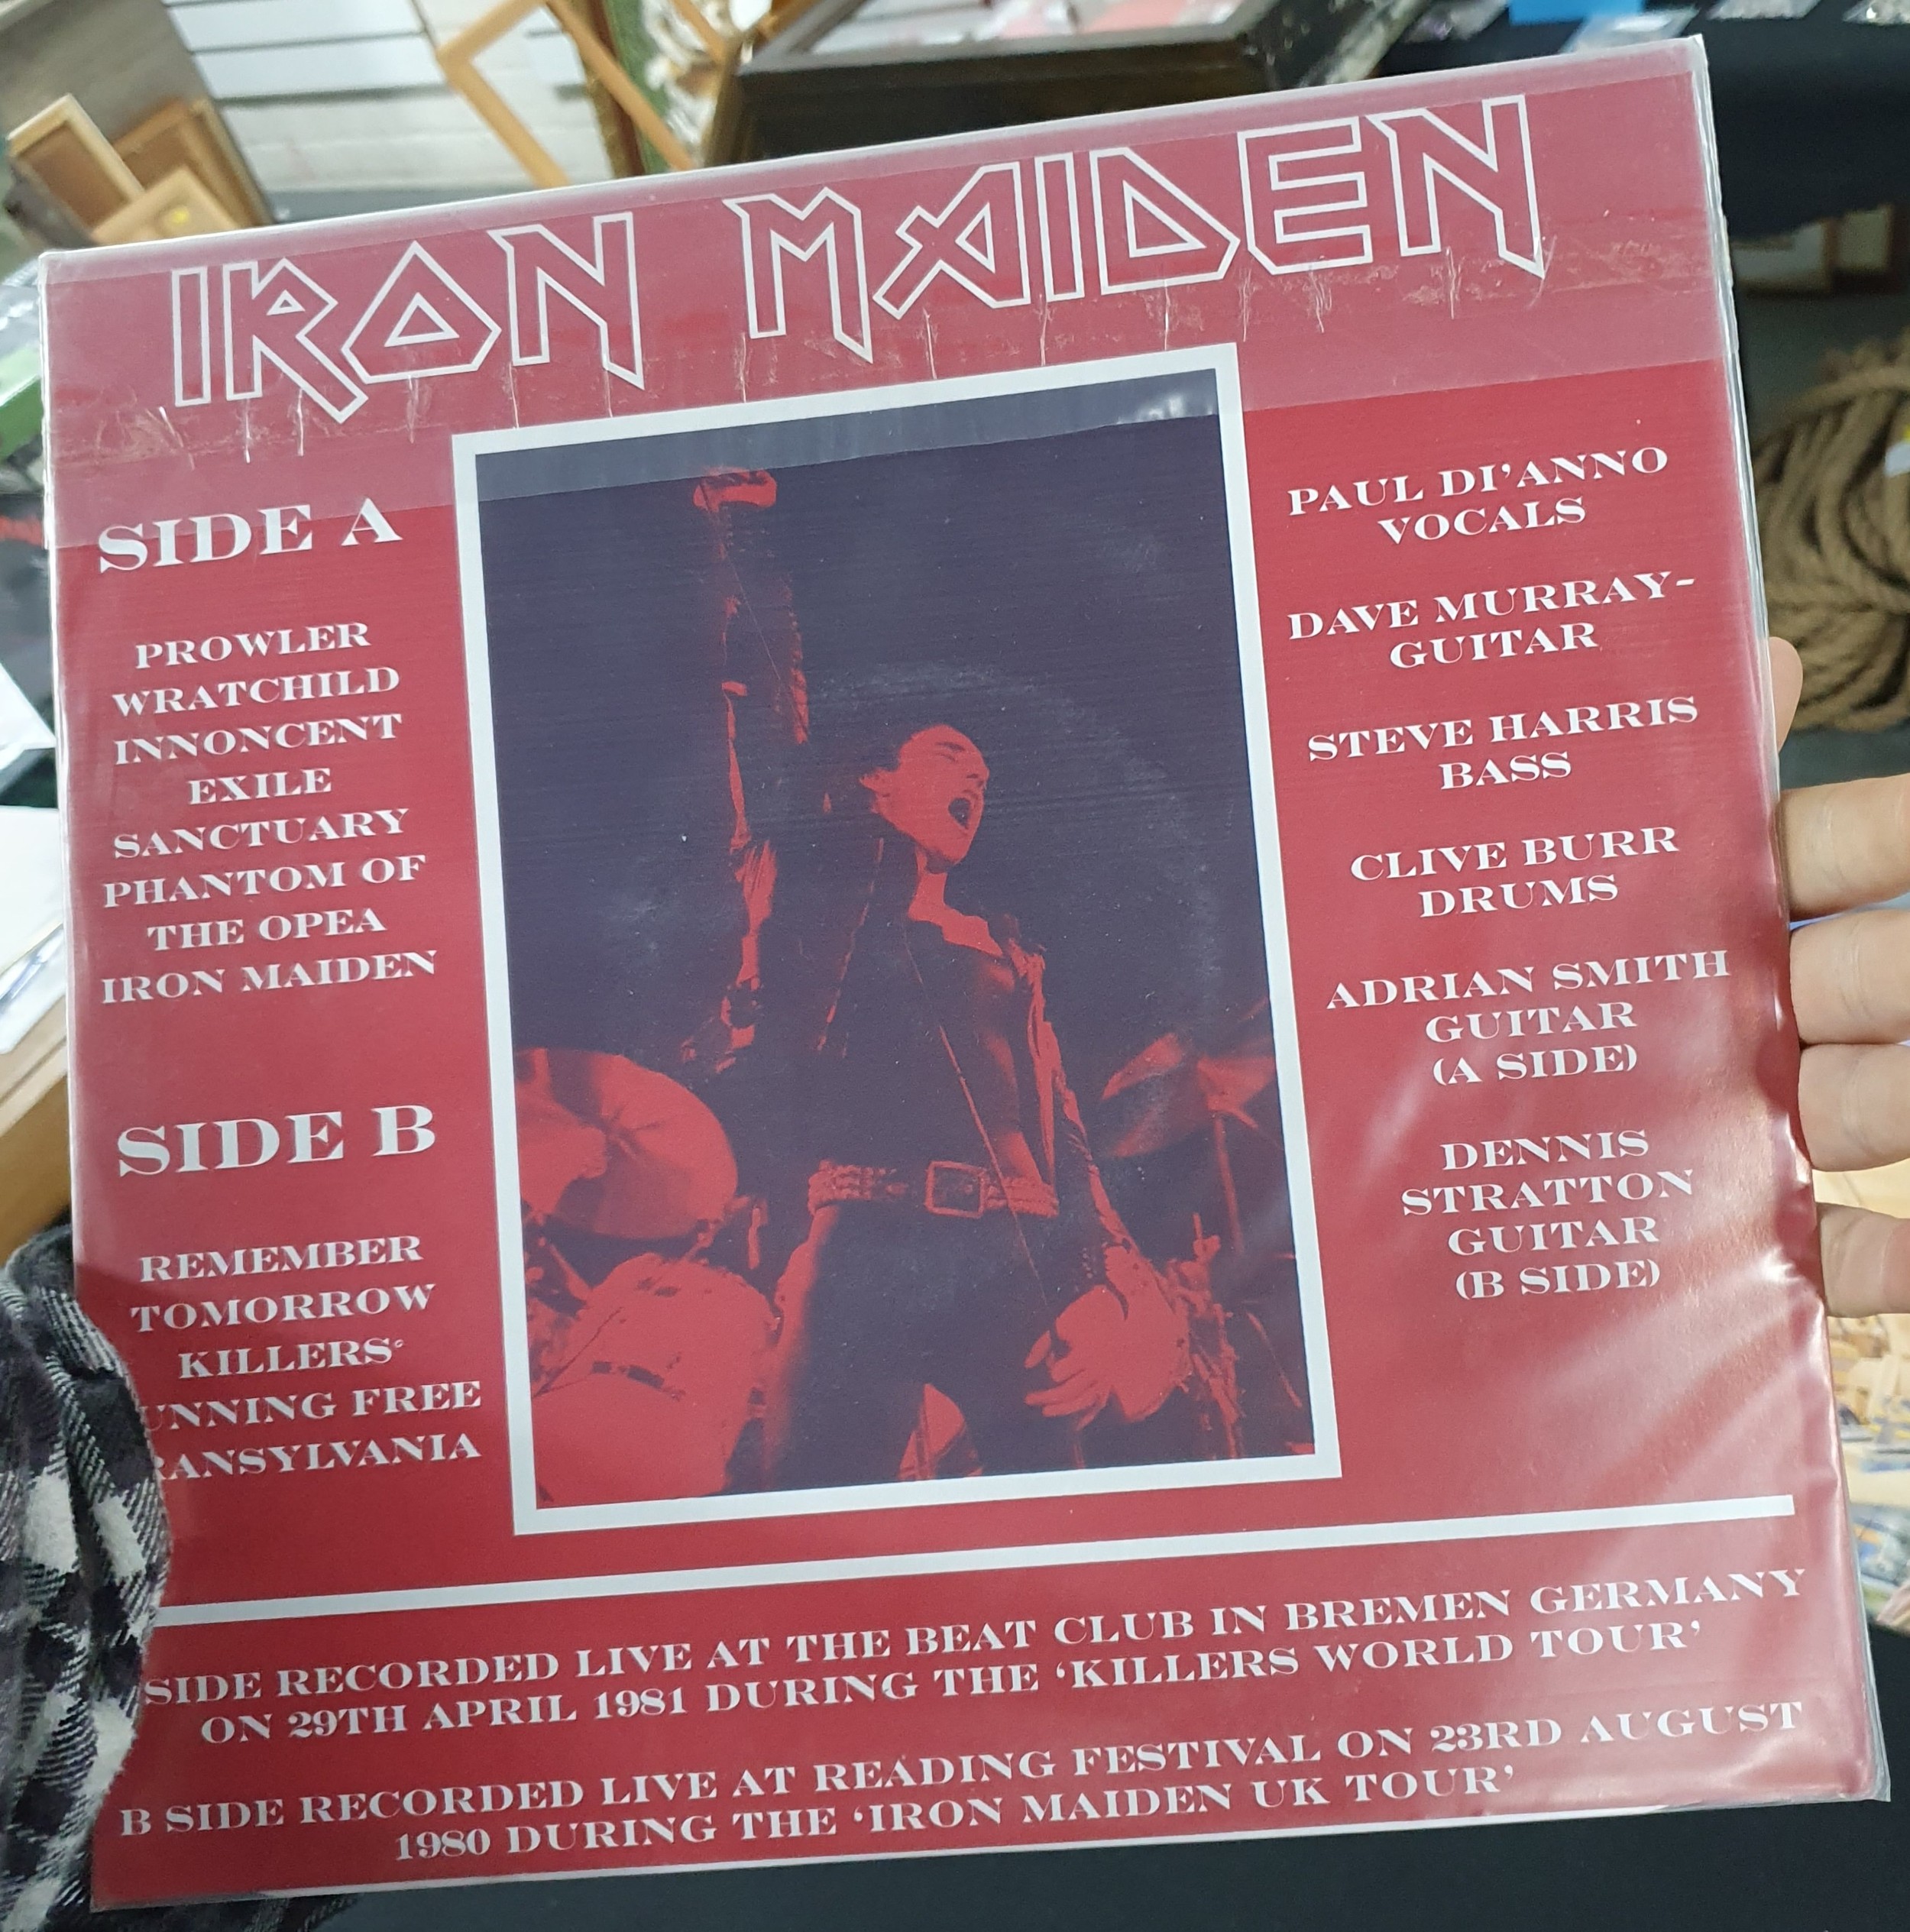 IRON MAIDEN
SIDE A
PROWLER
WRATCHILD
INNONCENT
EXILE
SANCTUARY
PHANTOM OF
THE OPEA
IRON MAIDEN
SIDE B
REMEMBER
TOMORROW
KILLERS'
UNNING FREE
RANSYLVANIA
PAUL DI'ANNO
VOCALS
DAVE MURRAY-
GUITAR
STEVE HARRIS
BASS
CLIVE BURR
DRUMS
ADRIAN SMITH
GUITAR
(A SIDE)
DENNIS
STRATTON
GUITAR
(B SIDE)
SIDE RECORDED LIVE AT THE BEAT CLUB IN BREMEN GERMANY
ON 29TH APRIL 1981 DURING THE 'KILLERS WORLD TOUR'
B SIDE RECORDED LIVE AT READING FESTIVAL ON 23RD AUGUST
1980 DURING THE 'IRON MAIDEN UK TOUR'